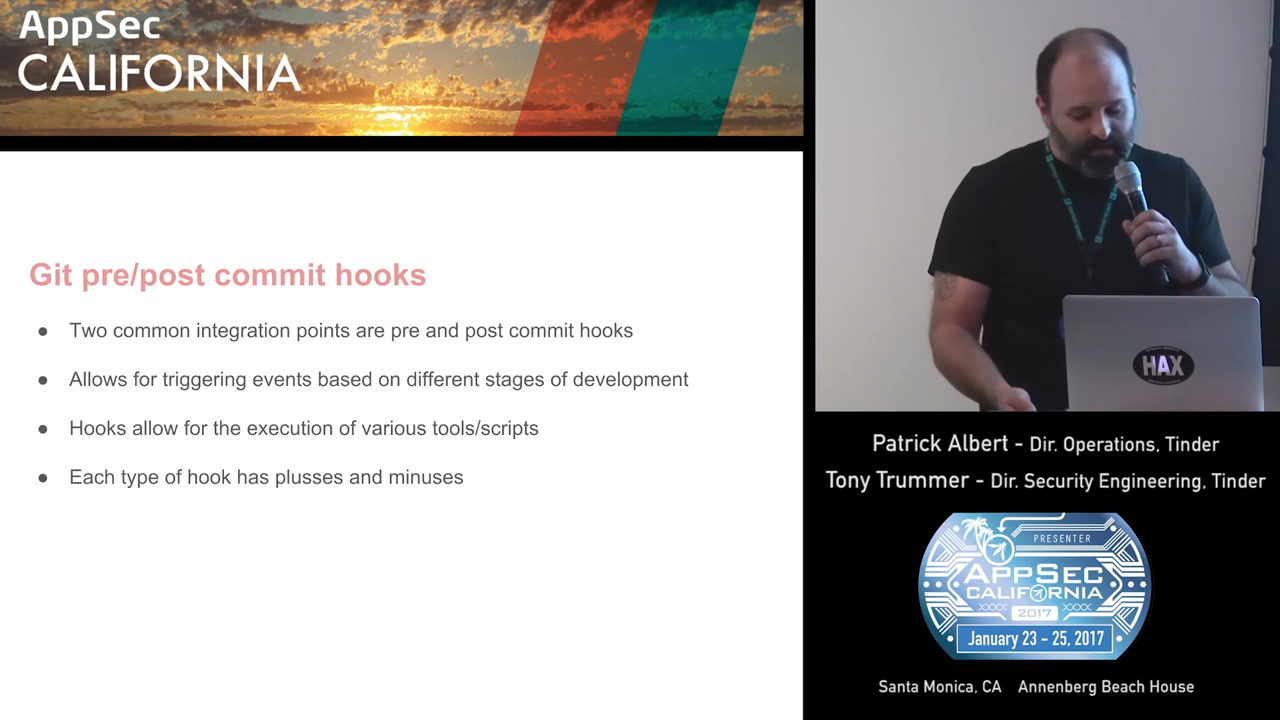 AppSec
CALIFORNIA
Git pre/post commit hooks
● Two common integration points are pre and post commit hooks
● Allows for triggering events based on different stages of development
● Hooks allow for the execution of various tools/scripts
● Each type of hook has plusses and minuses
HAX
Patrick Albert - Dir. Operations, Tinder
Tony Trummer - Dir. Security Engineering, Tinder
PRESENTER
APPSEC
CALIFORNIA
2017
January 23 - 25, 2017
Santa Monica, CA Annenberg Beach House